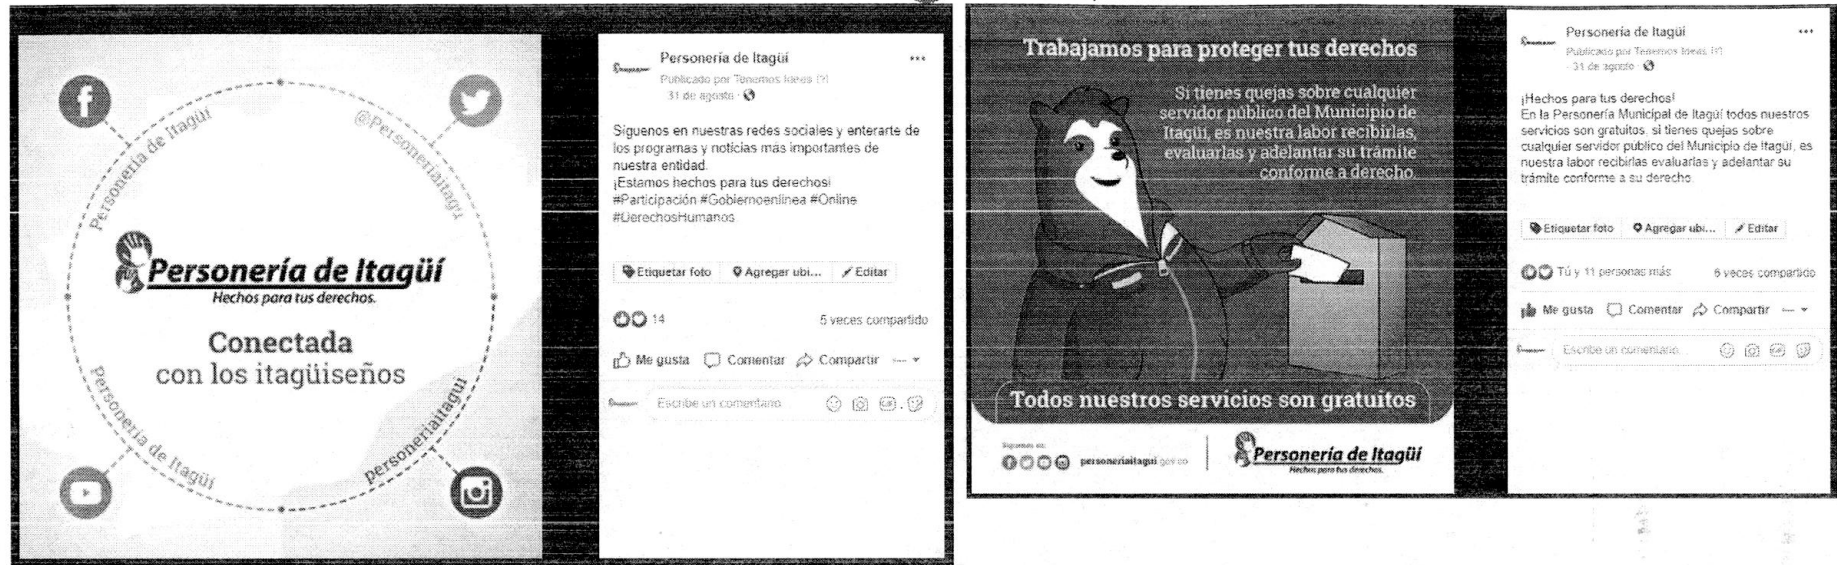 Personería de Itagüí
@Personeriaitagui
Personería de Itagüí
Hechos para tus derechos.
Conectada
con los itagüiseños
Personería de Itagüí
personeriaitagui
Personería de Itagüí
Publicado por Tenemos Ideas [?]
31 de agosto ·
Síguenos en nuestras redes sociales y enterarte de
los programas y noticias más importantes de
nuestra entidad.
¡Estamos hechos para tus derechos!
#Participación #Gobiernoenlinea #Online
#DerechosHumanos
Etiquetar foto
Agregar ubi...
Editar
14
5 veces compartido
Me gusta
Comentar
Compartir
Escribe un comentario
Trabajamos para proteger tus derechos
Si tienes quejas sobre cualquier
servidor público del Municipio de
Itagüí, es nuestra labor recibirlas,
evaluarlas y adelantar su trámite
conforme a derecho.
Todos nuestros servicios son gratuitos
Síguenos en:
personeriaitagui.gov.co
Personería de Itagüí
Hechos para tus derechos.
Personería de Itagüí
Publicado por Tenemos Ideas [?]
· 31 de agosto ·
¡Hechos para tus derechos!
En la Personería Municipal de Itagüí todos nuestros
servicios son gratuitos, si tienes quejas sobre
cualquier servidor público del Municipio de Itagüí, es
nuestra labor recibirlas evaluarlas y adelantar su
trámite conforme a su derecho
Etiquetar foto
Agregar ubi...
Editar
Tú y 11 personas más
6 veces compartido
Me gusta
Comentar
Compartir
Escribe un comentario...